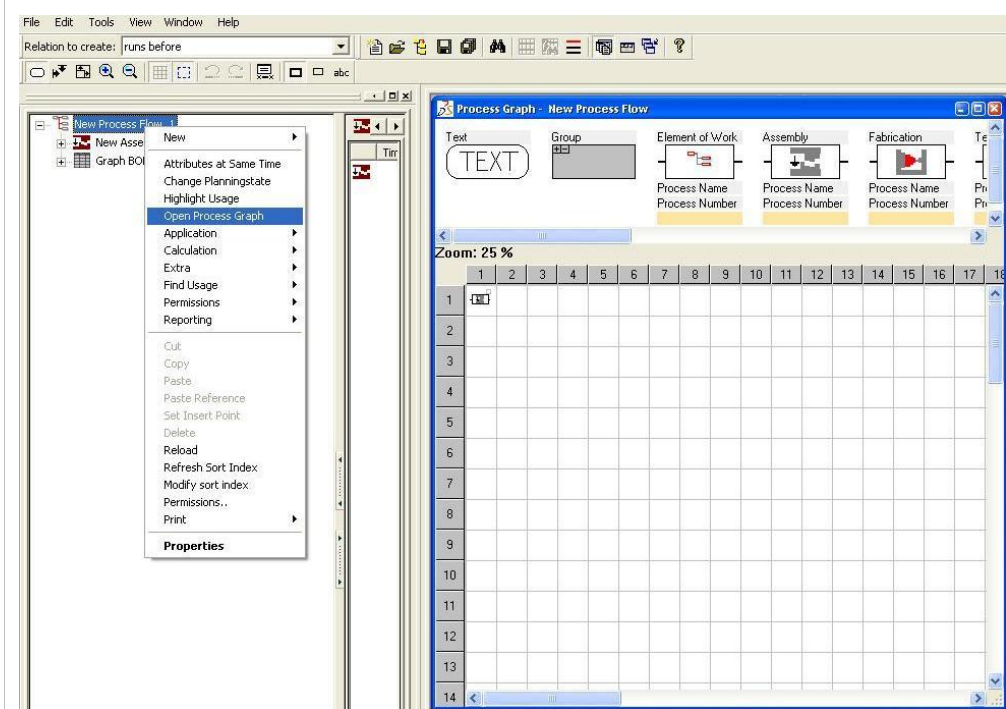 File Edit Tools View Window Help
Relation to create: runs before
abc
New Process Flow_1
New Asse
Graph BO
Tim
New
Attributes at Same Time
Change Planningstate
Highlight Usage
Open Process Graph
Application
Calculation
Extra
Find Usage
Permissions
Reporting
Cut
Copy
Paste
Paste Reference
Set Insert Point
Delete
Reload
Refresh Sort Index
Modify sort index
Permissions..
Print
Properties
Process Graph - New Process Flow
Text Group Element of Work Assembly Fabrication Te
TEXT
Process Name Process Name Process Name Pr
Process Number Process Number Process Number Pr
Zoom: 25 %
1 2 3 4 5 6 7 8 9 10 11 12 13 14 15 16 17 18
1
2
3
4
5
6
7
8
9
10
11
12
13
14